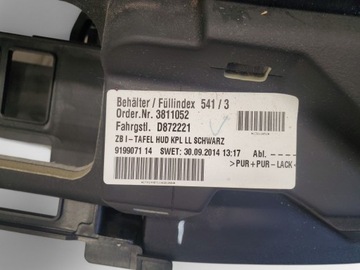 Behälter / Füllindex 541 / 3
Order.Nr. 3811052
Fahrgstl. D872221
ZB I-TAFEL HUD KPL LL SCHWARZ
9199071 14 SWET: 30.09.2014 13:17 Abl. ----
>PUR+PUR-LACK